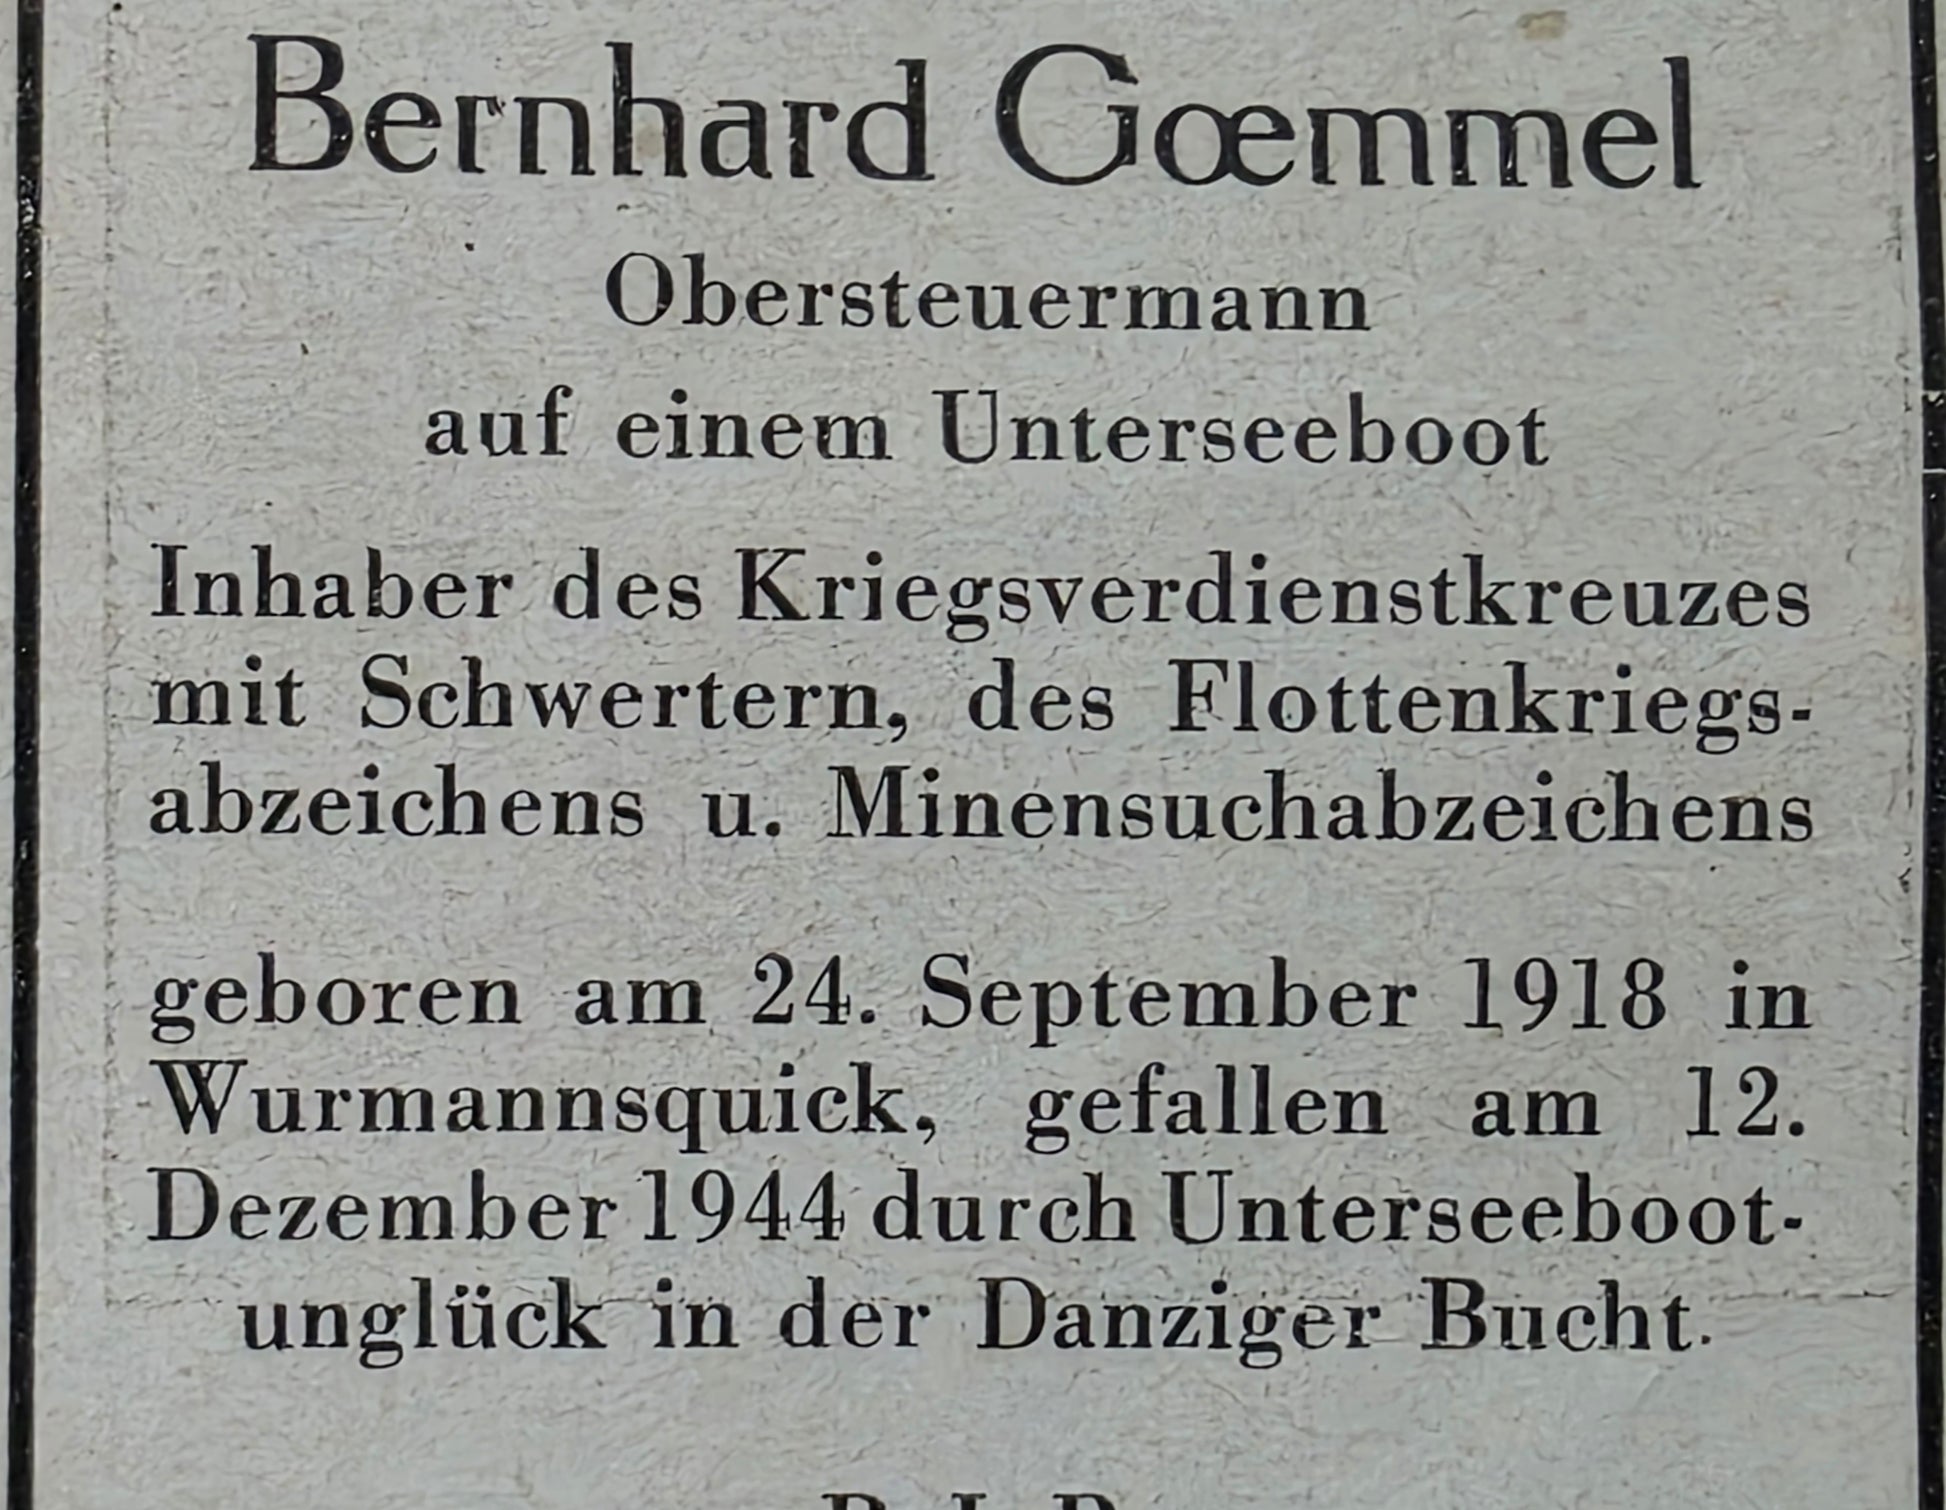 Bernhard Gœmmel
Obersteuermann
auf einem Unterseeboot
Inhaber des Kriegsverdienstkreuzes
mit Schwertern, des Flottenkriegs-
abzeichens u. Minensuchabzeichens
geboren am 24. September 1918 in
Wurmannsquick, gefallen am 12.
Dezember 1944 durch Unterseeboot-
unglück in der Danziger Bucht.